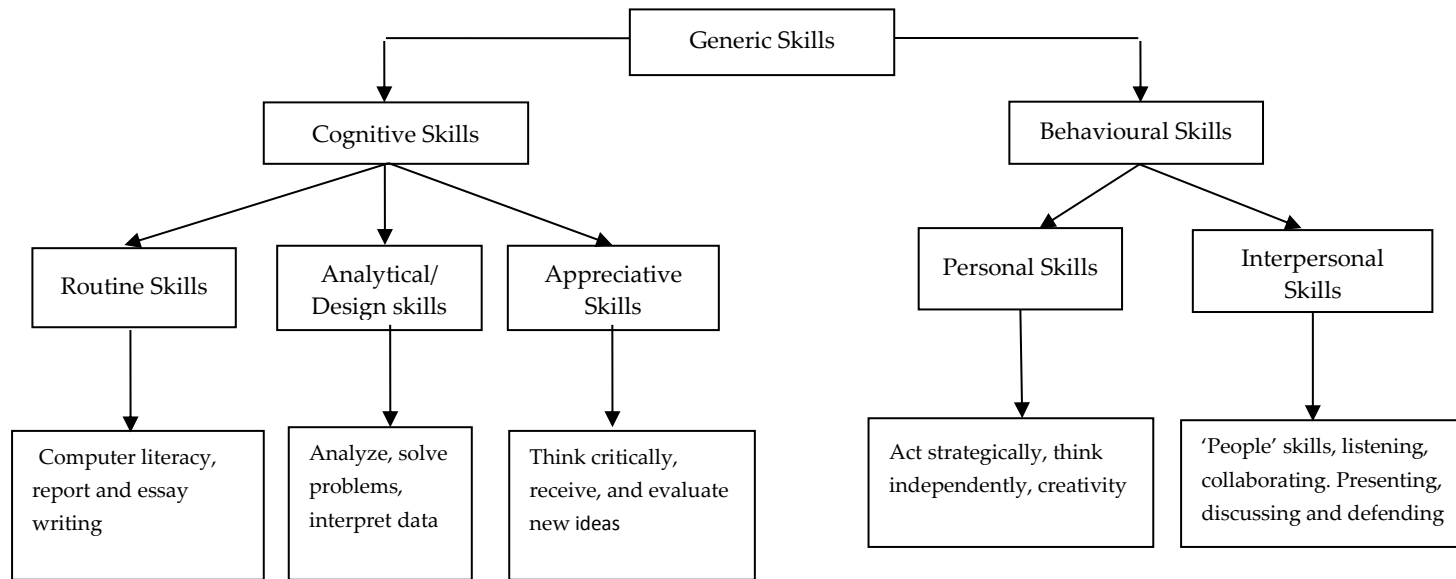 Generic Skills
Cognitive Skills
Behavioural Skills
Routine Skills
Analytical/
Design skills
Appreciative
Skills
Personal Skills
Interpersonal
Skills
Computer literacy,
report and essay
writing
Analyze, solve
problems,
interpret data
Think critically,
receive, and evaluate
new ideas
Act strategically, think
independently, creativity
‘People’ skills, listening,
collaborating. Presenting,
discussing and defending